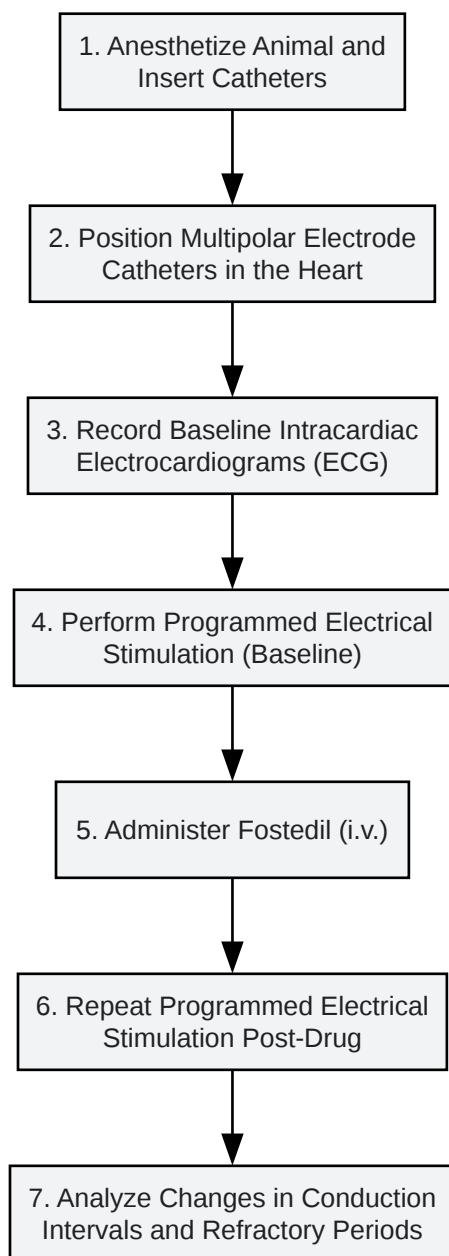 1. Anesthetize Animal and
Insert Catheters
2. Position Multipolar Electrode
Catheters in the Heart
3. Record Baseline Intracardiac
Electrocardiograms (ECG)
4. Perform Programmed Electrical
Stimulation (Baseline)
5. Administer Fostedil (i.v.)
6. Repeat Programmed Electrical
Stimulation Post-Drug
7. Analyze Changes in Conduction
Intervals and Refractory Periods